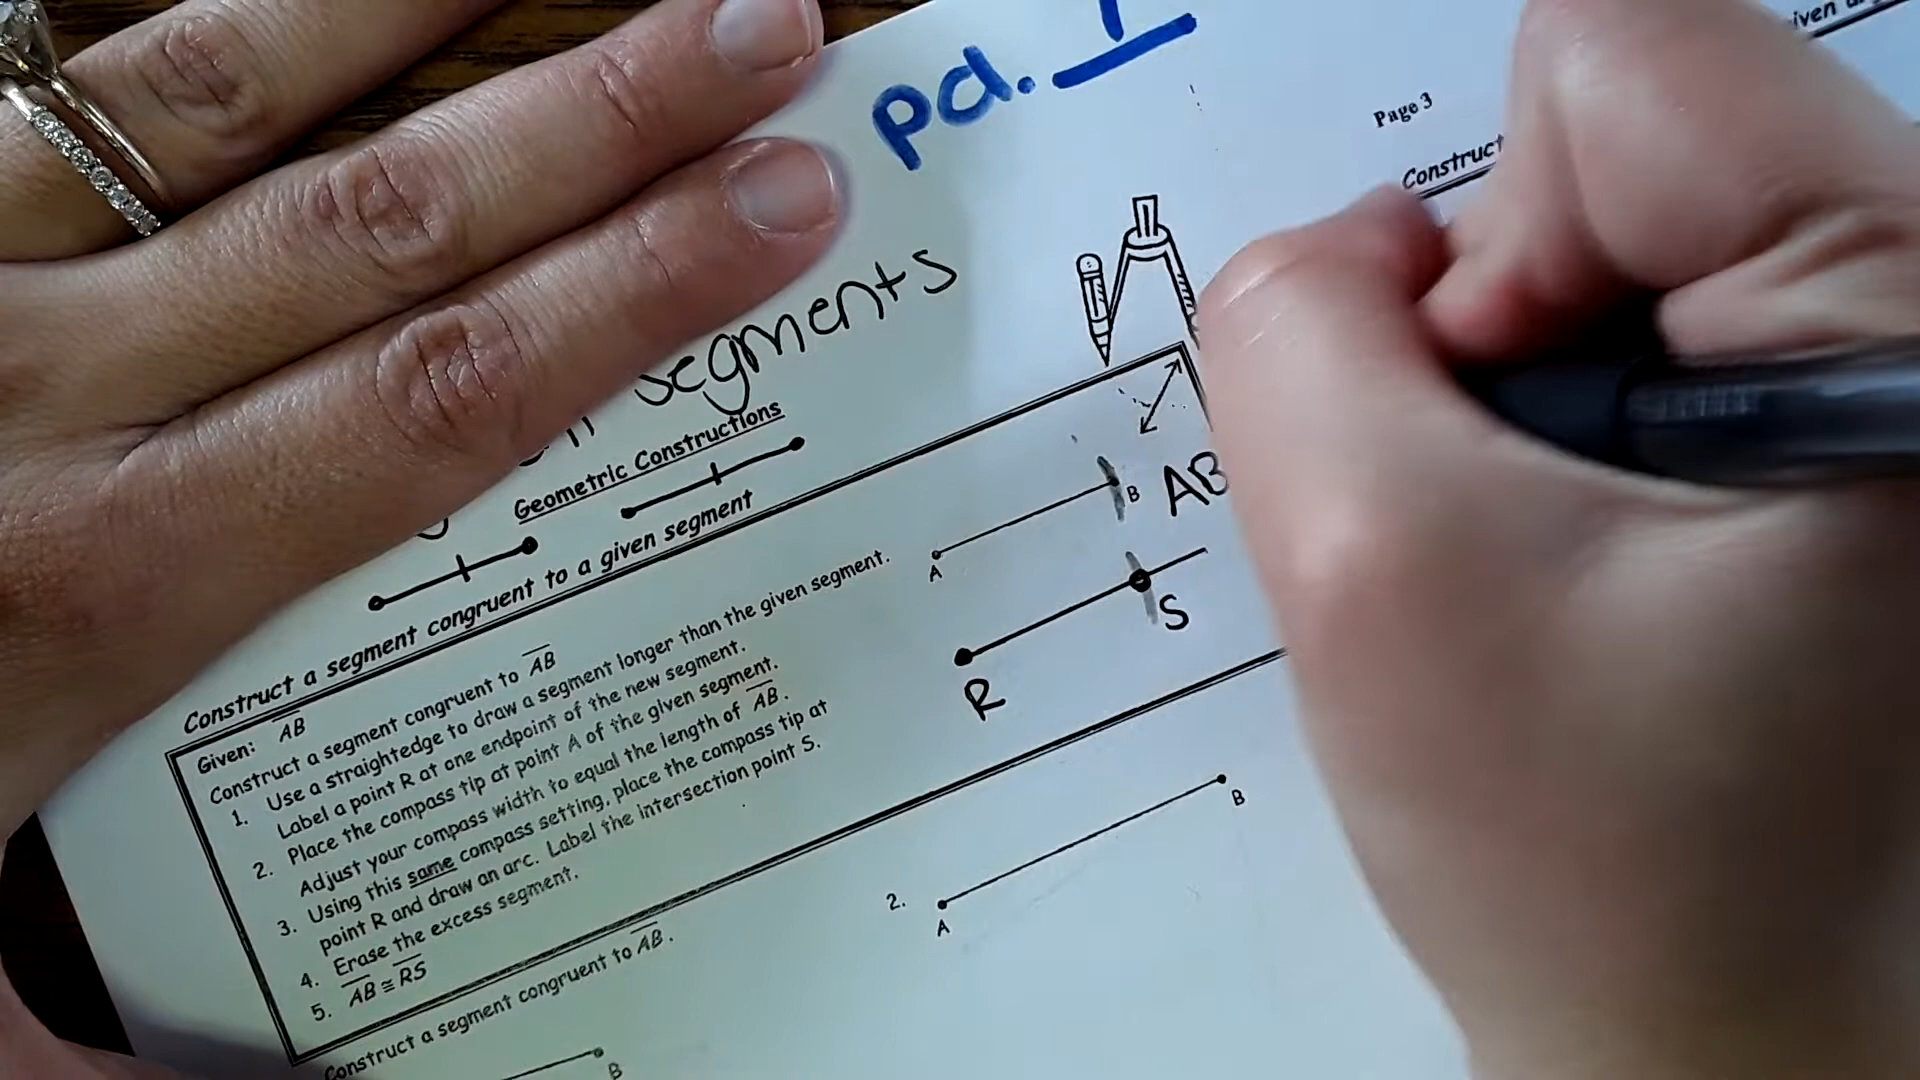 pd. 1
Page 3
Construct
segments
Geometric Constructions
Construct a segment congruent to a given segment
Given: AB
Construct a segment congruent to AB
1. Use a straightedge to draw a segment longer than the given segment.
Label a point R at one endpoint of the new segment.
2. Place the compass tip at point A of the given segment.
Adjust your compass width to equal the length of AB.
3. Using this same compass setting, place the compass tip at
point R and draw an arc. Label the intersection point S.
4. Erase the excess segment.
5. AB ≅ RS
A
B
AB
R
S
Construct a segment congruent to AB.
B
2.
A
B